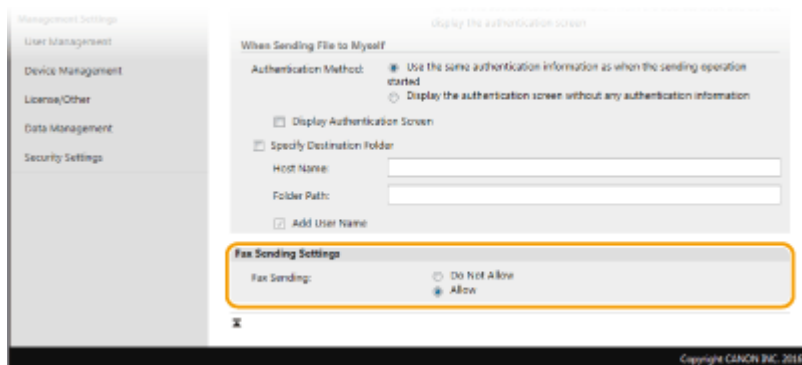 Management Settings
User Management
Device Management
License/Other
Data Management
Security Settings
display the authentication screen
When Sending File to Myself
Authentication Method:
Use the same authentication information as when the sending operation
started
Display the authentication screen without any authentication information
Display Authentication Screen
Specify Destination Folder
Host Name:
Folder Path:
Add User Name
Fax Sending Settings
Fax Sending:
Do Not Allow
Allow
Copyright CANON INC. 2016